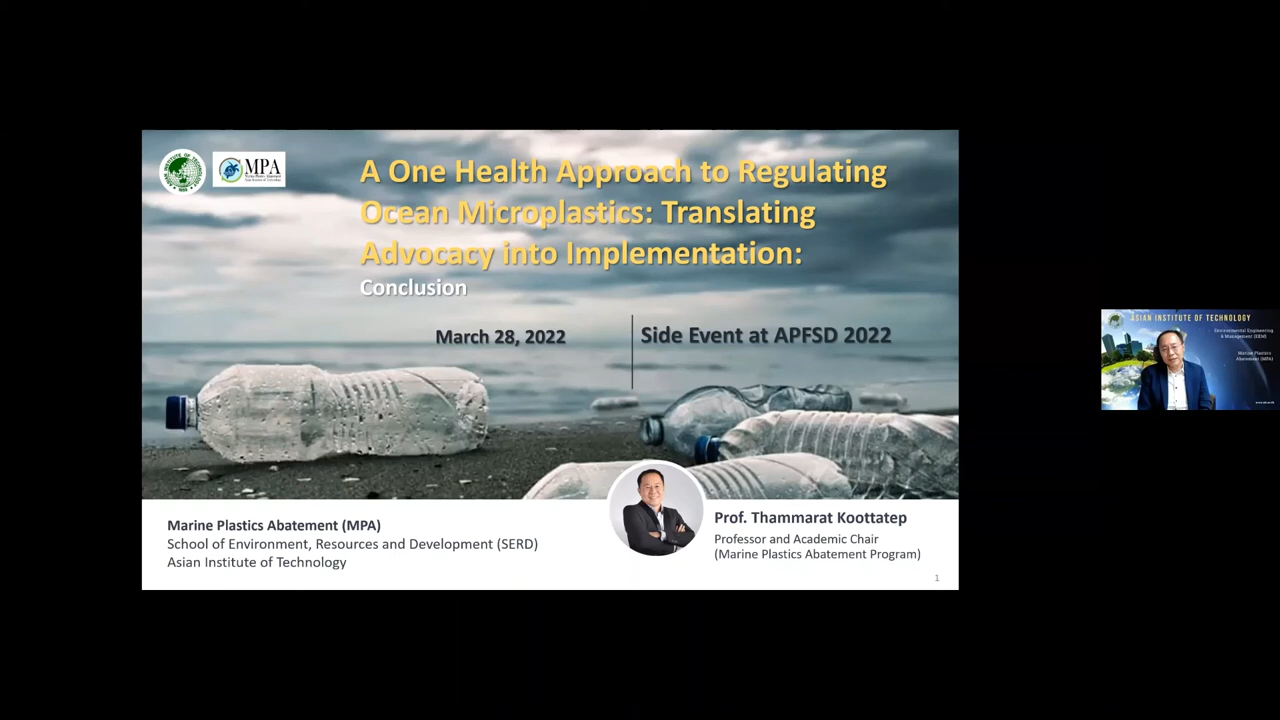 MPA
A One Health Approach to Regulating
Ocean Microplastics: Translating
Advocacy into Implementation:
Conclusion
March 28, 2022
Side Event at APFSD 2022
Marine Plastics Abatement (MPA)
School of Environment, Resources and Development (SERD)
Asian Institute of Technology
Prof. Thammarat Koottatep
Professor and Academic Chair
(Marine Plastics Abatement Program)
1
ASIAN INSTITUTE OF TECHNOLOGY
Environmental Engineering
& Management (EEM)
Marine Plastics
Abatement (MPA)